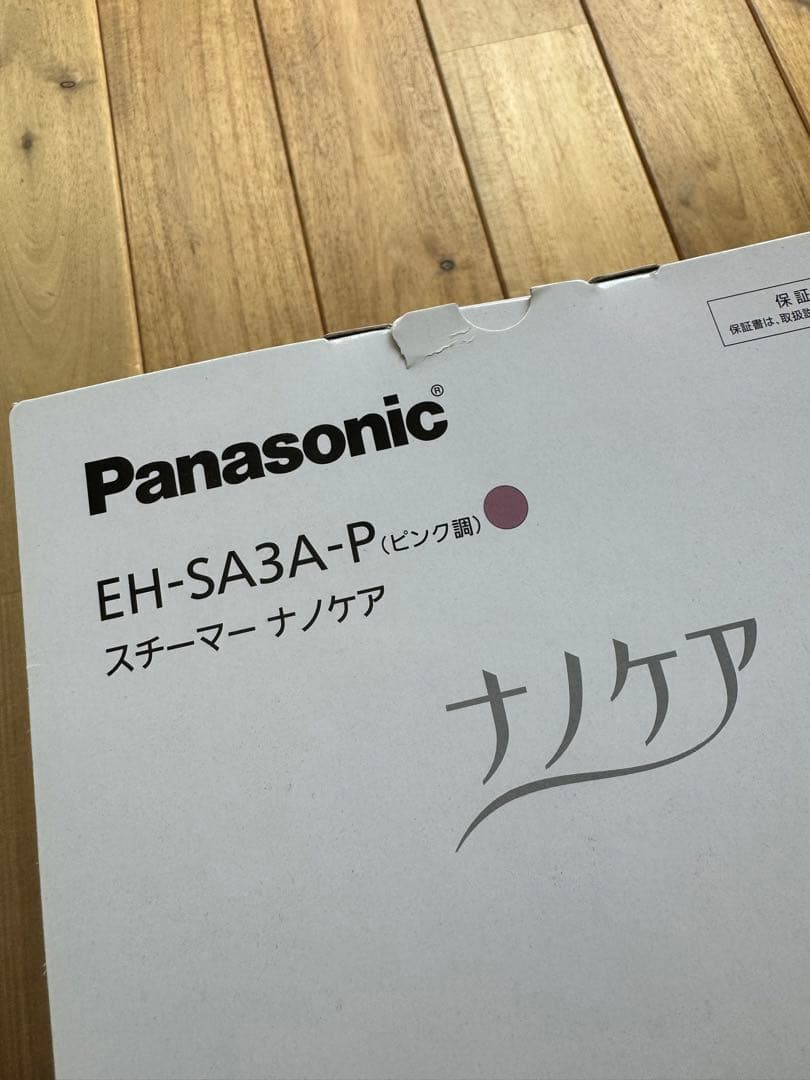 保証
保証書は、取扱
Panasonic®
EH-SA3A-P(ピンク調)
スチーマー ナノケア
ナノケア